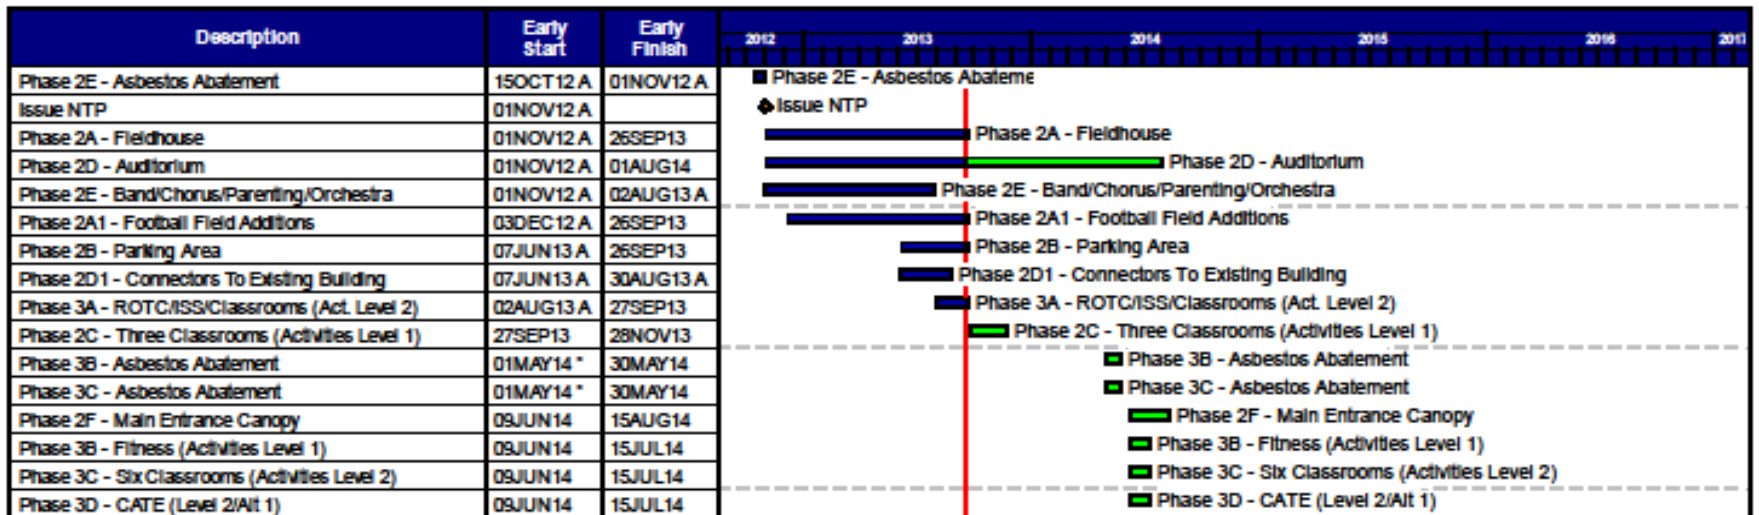 Description Early Start Early Finish 2012 2013 2014 2015 2016 2017
Phase 2E - Asbestos Abatement 15OCT12 A 01NOV12 A Phase 2E - Asbestos Abateme
Issue NTP 01NOV12 A Issue NTP
Phase 2A - Fieldhouse 01NOV12 A 26SEP13 Phase 2A - Fieldhouse
Phase 2D - Auditorium 01NOV12 A 01AUG14 Phase 2D - Auditorium
Phase 2E - Band/Chorus/Parenting/Orchestra 01NOV12 A 02AUG13 A Phase 2E - Band/Chorus/Parenting/Orchestra
Phase 2A1 - Football Field Additions 03DEC12 A 26SEP13 Phase 2A1 - Football Field Additions
Phase 2B - Parking Area 07JUN13 A 26SEP13 Phase 2B - Parking Area
Phase 2D1 - Connectors To Existing Building 07JUN13 A 30AUG13 A Phase 2D1 - Connectors To Existing Building
Phase 3A - ROTC/ISS/Classrooms (Act. Level 2) 02AUG13 A 27SEP13 Phase 3A - ROTC/ISS/Classrooms (Act. Level 2)
Phase 2C - Three Classrooms (Activities Level 1) 27SEP13 28NOV13 Phase 2C - Three Classrooms (Activities Level 1)
Phase 3B - Asbestos Abatement 01MAY14 * 30MAY14 Phase 3B - Asbestos Abatement
Phase 3C - Asbestos Abatement 01MAY14 * 30MAY14 Phase 3C - Asbestos Abatement
Phase 2F - Main Entrance Canopy 09JUN14 15AUG14 Phase 2F - Main Entrance Canopy
Phase 3B - Fitness (Activities Level 1) 09JUN14 15JUL14 Phase 3B - Fitness (Activities Level 1)
Phase 3C - Six Classrooms (Activities Level 2) 09JUN14 15JUL14 Phase 3C - Six Classrooms (Activities Level 2)
Phase 3D - CATE (Level 2/Alt 1) 09JUN14 15JUL14 Phase 3D - CATE (Level 2/Alt 1)